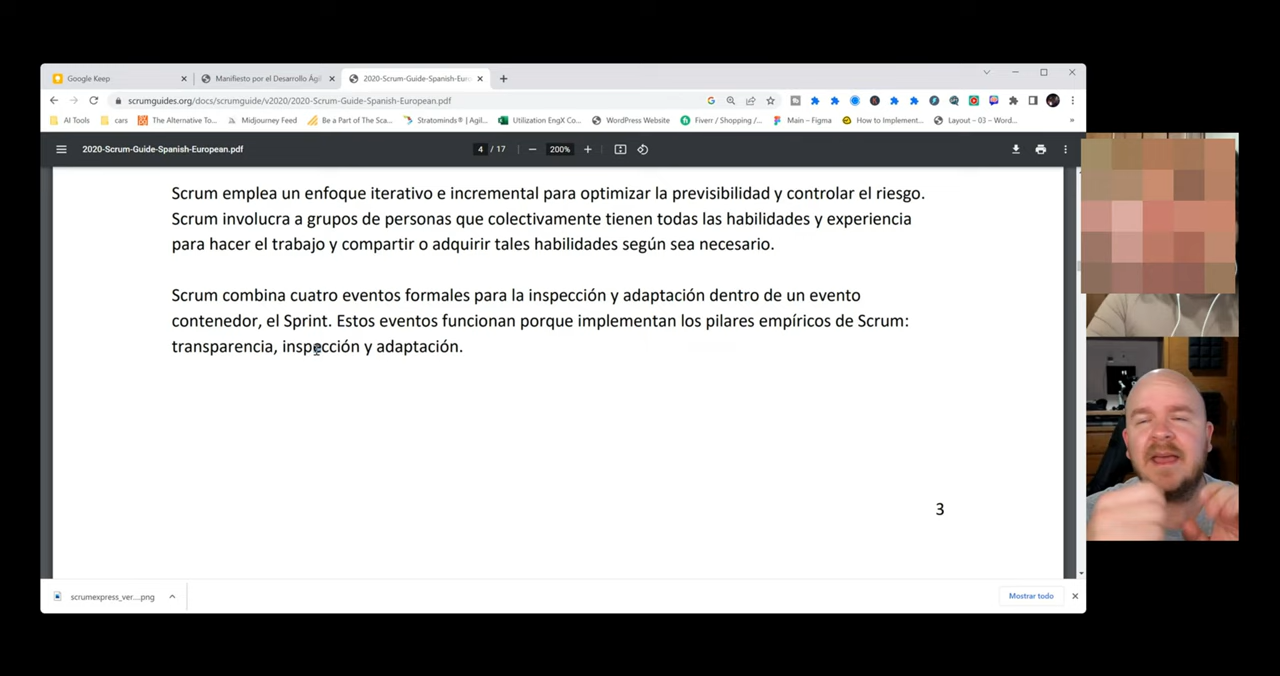 Google Keep
Manifiesto por el Desarrollo Ági
2020-Scrum-Guide-Spanish-Euro
scrumguides.org/docs/scrumguide/v2020/2020-Scrum-Guide-Spanish-European.pdf
AI Tools
cars
The Alternative To...
Midjourney Feed
Be a Part of The Sca...
Stratominds® | Agil...
Utilization EngX Co...
WordPress Website
Fiverr / Shopping /...
Main – Figma
How to Implement...
Layout – 03 – Word...
»
2020-Scrum-Guide-Spanish-European.pdf
4 / 17
200%
Scrum emplea un enfoque iterativo e incremental para optimizar la previsibilidad y controlar el riesgo.
Scrum involucra a grupos de personas que colectivamente tienen todas las habilidades y experiencia
para hacer el trabajo y compartir o adquirir tales habilidades según sea necesario.
Scrum combina cuatro eventos formales para la inspección y adaptación dentro de un evento
contenedor, el Sprint. Estos eventos funcionan porque implementan los pilares empíricos de Scrum:
transparencia, inspección y adaptación.
3
scrumexpress_ver....png
Mostrar todo